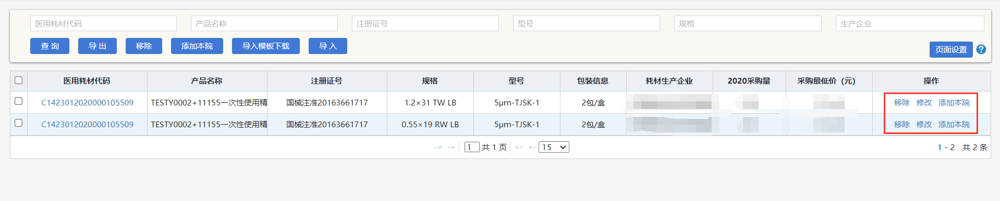 医用耗材代码 产品名称 注册证号 型号 规格 生产企业
查 询 导 出 移除 添加本院 导入模板下载 导 入 页面设置 ?
医用耗材代码 产品名称 注册证号 规格 型号 包装信息 耗材生产企业 2020采购量 采购最低价（元） 操作
C1423012020000105509 TESTY0002+11155一次性使用精 国械注准20163661717 1.2×31 TW LB 5μm-TJSK-1 2包/盒 移除 修改 添加本院
C1423012020000105509 TESTY0002+11155一次性使用精 国械注准20163661717 0.55×19 RW LB 5μm-TJSK-1 2包/盒 移除 修改 添加本院
1 共 1 页 15 1 - 2 共 2 条